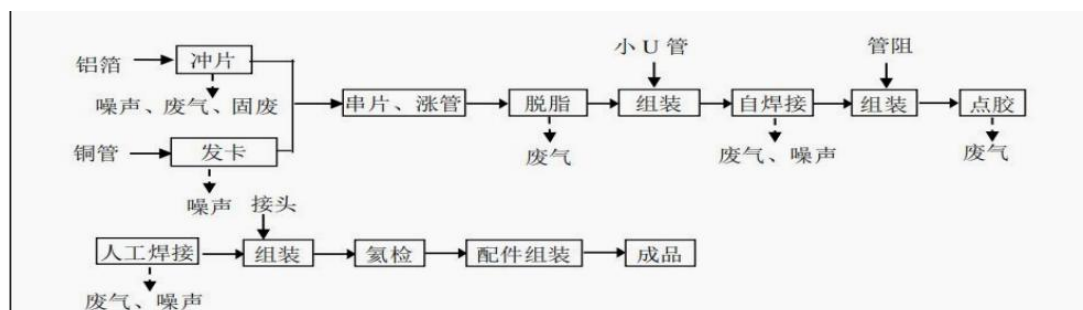 小 U 管
管阻
铝箔
冲片
噪声、废气、固废
串片、涨管
脱脂
组装
自焊接
组装
点胶
铜管
发卡
废气
废气、噪声
废气
噪声
接头
人工焊接
组装
氦检
配件组装
成品
废气、噪声